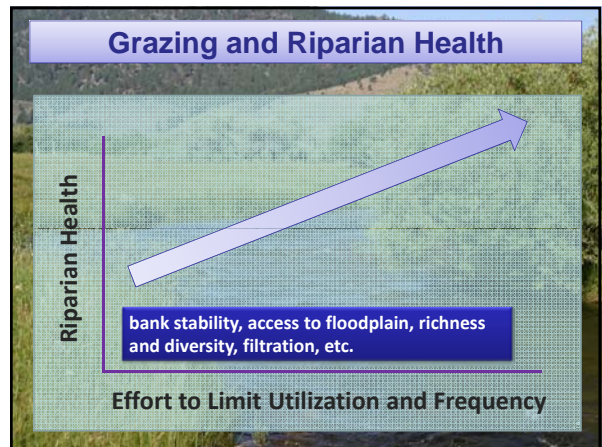 Grazing and Riparian Health
Riparian Health
bank stability, access to floodplain, richness
and diversity, filtration, etc.
Effort to Limit Utilization and Frequency